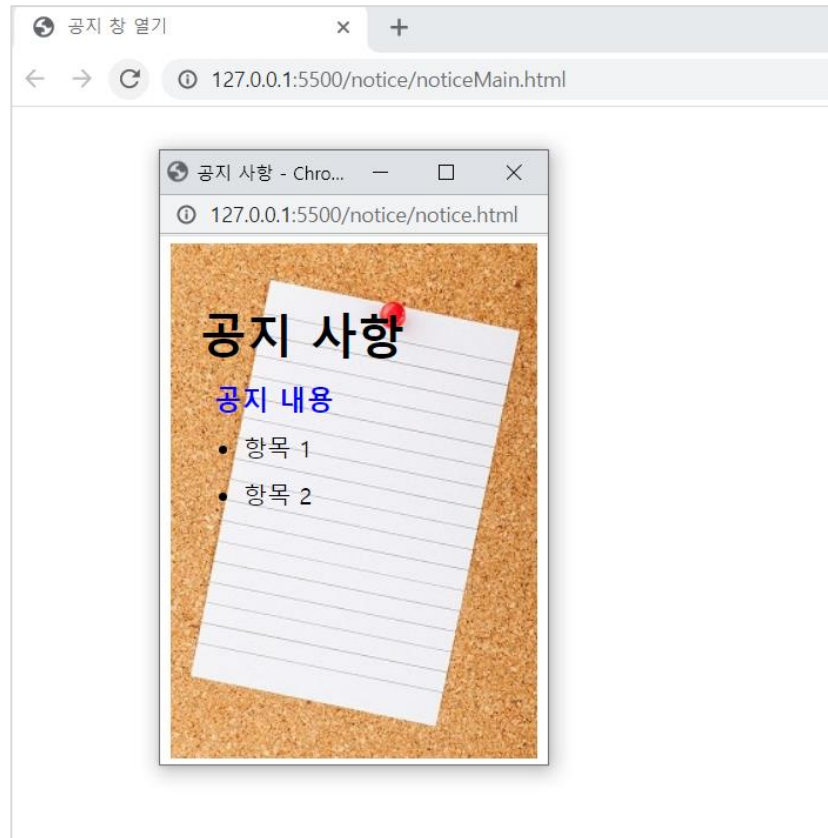 공지 창 열기
127.0.0.1:5500/notice/noticeMain.html
공지 사항 - Chro...
127.0.0.1:5500/notice/notice.html
공지 사항
공지 내용
• 항목 1
• 항목 2